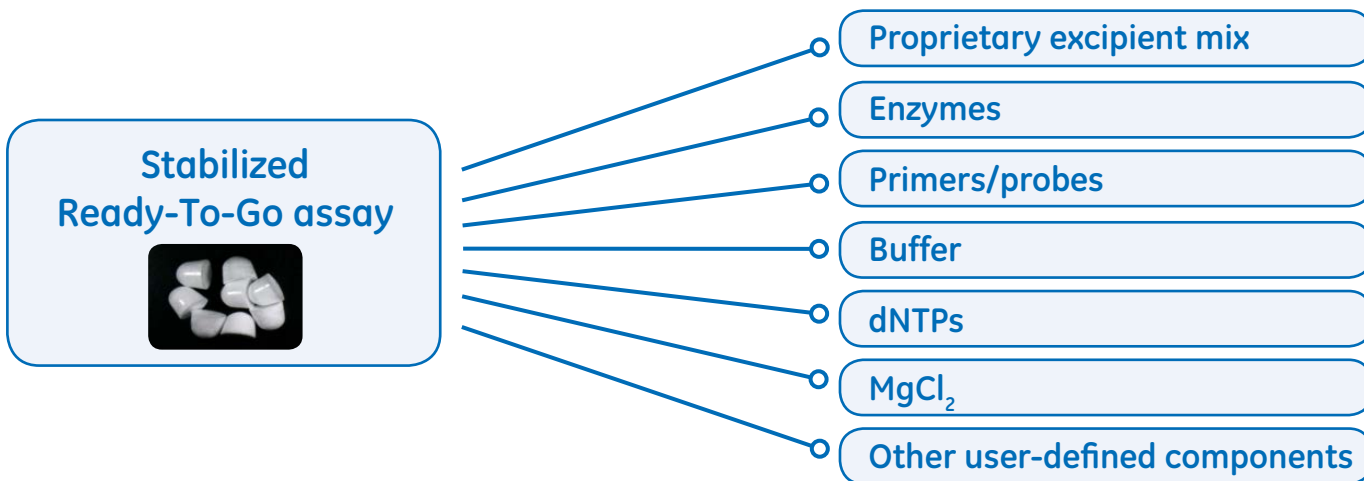 Stabilized
Ready-To-Go assay
Proprietary excipient mix
Enzymes
Primers/probes
Buffer
dNTPs
MgCl₂
Other user-defined components